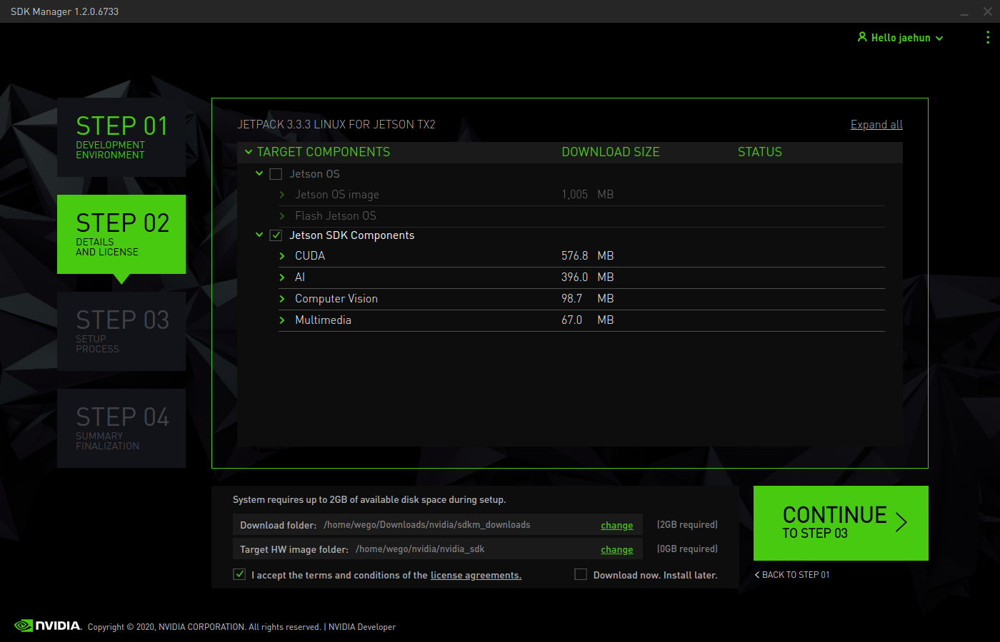 SDK Manager 1.2.0.6733
Hello jaehun
STEP 01
DEVELOPMENT
ENVIRONMENT
STEP 02
DETAILS
AND LICENSE
STEP 03
SETUP
PROCESS
STEP 04
SUMMARY
FINALIZATION
JETPACK 3.3.3 LINUX FOR JETSON TX2 Expand all
TARGET COMPONENTS DOWNLOAD SIZE STATUS
Jetson OS
Jetson OS image 1,005 MB
Flash Jetson OS
Jetson SDK Components
CUDA 576.8 MB
AI 396.0 MB
Computer Vision 98.7 MB
Multimedia 67.0 MB
System requires up to 2GB of available disk space during setup.
Download folder: /home/wego/Downloads/nvidia/sdkm_downloads change (2GB required)
Target HW image folder: /home/wego/nvidia/nvidia_sdk change (0GB required)
I accept the terms and conditions of the license agreements. Download now. Install later.
CONTINUE
TO STEP 03
BACK TO STEP 01
NVIDIA. Copyright © 2020, NVIDIA CORPORATION. All rights reserved. | NVIDIA Developer